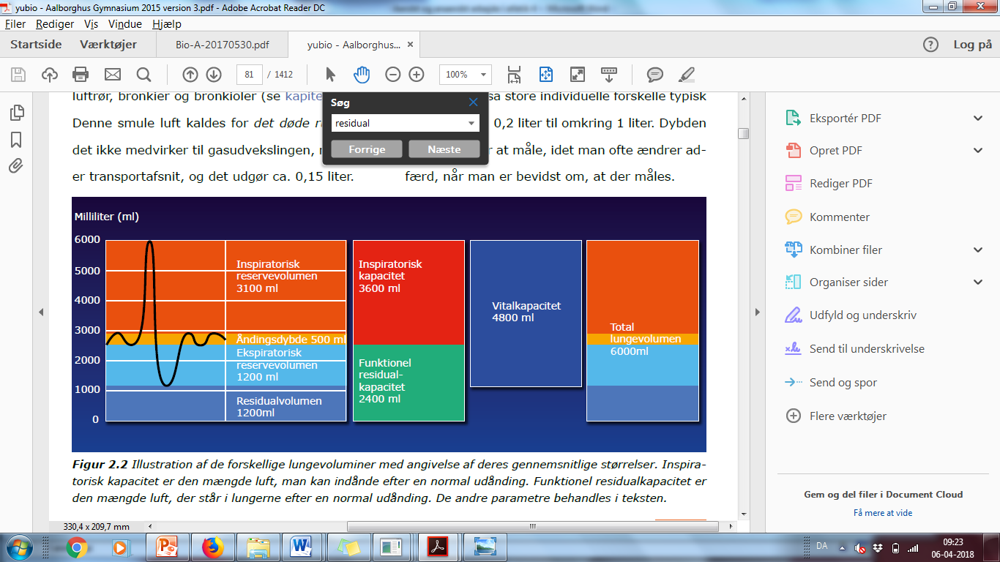 yubio - Aalborghus Gymnasium 2015 version 3.pdf - Adobe Acrobat Reader DC
Filer Rediger Vis Vindue Hjælp
Startside Værktøjer Bio-A-20170530.pdf yubio - Aalborghus... × Log på
81 / 1412 100%
luftrør, bronkier og bronkioler (se kapite
så store individuelle forskelle typisk
Denne smule luft kaldes for det døde r
0,2 liter til omkring 1 liter. Dybden
det ikke medvirker til gasudvekslingen,
at måle, idet man ofte ændrer ad-
er transportafsnit, og det udgør ca. 0,15 liter.
færd, når man er bevidst om, at der måles.
Søg
residual
Forrige Næste
Milliliter (ml)
6000
5000
4000
3000
2000
1000
0
Inspiratorisk
reservevolumen
3100 ml
Åndingsdybde 500 ml
Ekspiratorisk
reservevolumen
1200 ml
Residualvolumen
1200ml
Inspiratorisk
kapacitet
3600 ml
Funktionel
residual-
kapacitet
2400 ml
Vitalkapacitet
4800 ml
Total
lungevolumen
6000ml
Figur 2.2 Illustration af de forskellige lungevoluminer med angivelse af deres gennemsnitlige størrelser. Inspira-
torisk kapacitet er den mængde luft, man kan indånde efter en normal udånding. Funktionel residualkapacitet er
den mængde luft, der står i lungerne efter en normal udånding. De andre parametre behandles i teksten.
330,4 x 209,7 mm
Eksportér PDF
Opret PDF
Rediger PDF
Kommenter
Kombiner filer
Organiser sider
Udfyld og underskriv
Send til underskrivelse
Send og spor
Flere værktøjer
Gem og del filer i Document Cloud
Få mere at vide
DA
09:23
06-04-2018